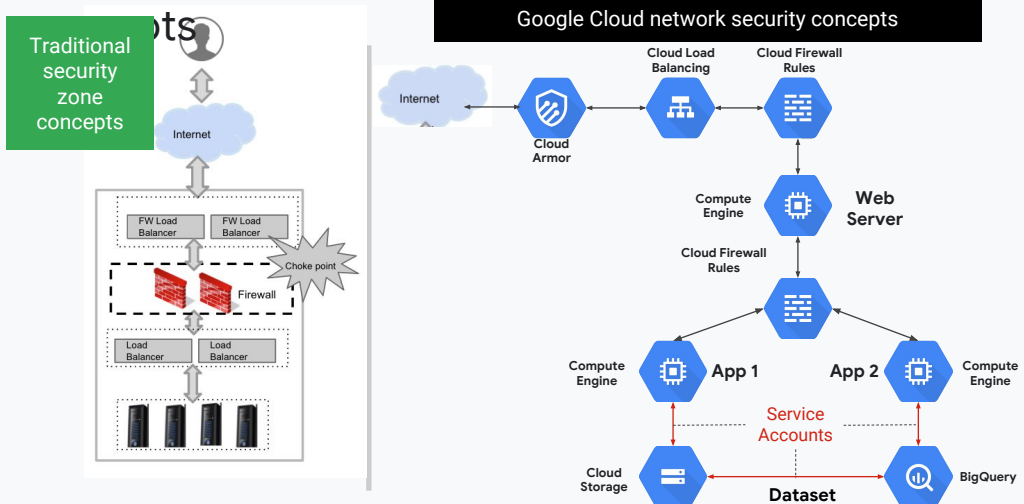 pts
Traditional
security
zone
concepts
Internet
FW Load
Balancer
FW Load
Balancer
Choke point
Firewall
Load
Balancer
Load
Balancer
Google Cloud network security concepts
Internet
Cloud
Armor
Cloud Load
Balancing
Cloud Firewall
Rules
Compute
Engine
Web
Server
Cloud Firewall
Rules
Compute
Engine
App 1
App 2
Compute
Engine
Service
Accounts
Cloud
Storage
Dataset
BigQuery